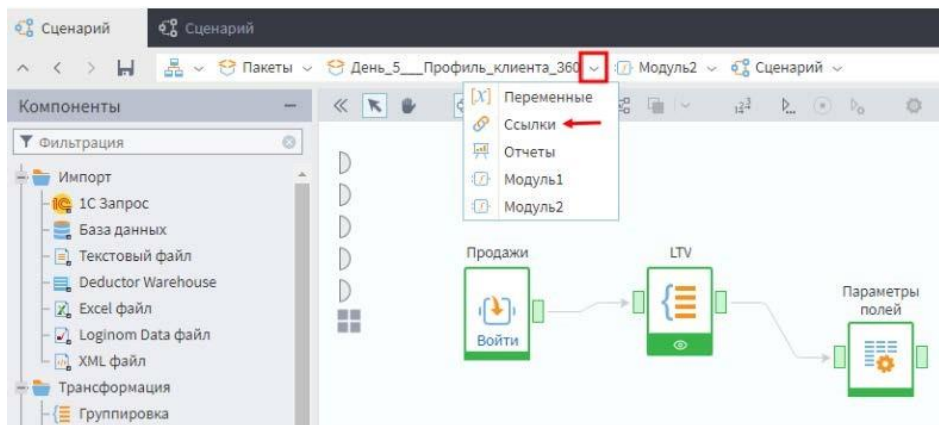 Сценарий
Сценарий
Пакеты
День_5___Профиль_клиента_360
Модуль2
Сценарий
Компоненты
Фильтрация
Импорт
1С Запрос
База данных
Текстовый файл
Deductor Warehouse
Excel файл
Loginom Data файл
XML файл
Трансформация
Группировка
[X] Переменные
Ссылки
Отчеты
Модуль1
Модуль2
Продажи
Войти
LTV
Параметры
полей